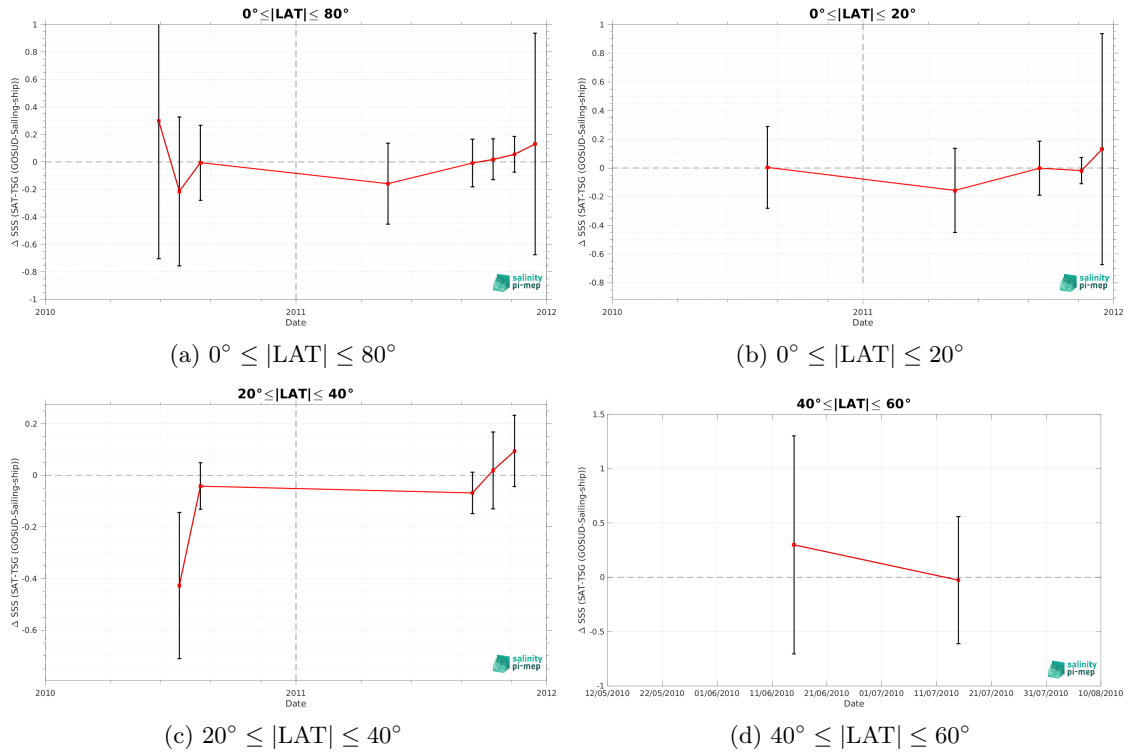 0°≤|LAT|≤ 80°
Δ SSS (SAT-TSG (GOSUD-Sailing-ship))
1
0.8
0.6
0.4
0.2
0
-0.2
-0.4
-0.6
-0.8
-1
2010
2011
2012
Date
salinity
pi-mep
(a) 0° ≤ |LAT| ≤ 80°
0°≤|LAT|≤ 20°
Δ SSS (SAT-TSG (GOSUD-Sailing-ship))
1
0.8
0.6
0.4
0.2
0
-0.2
-0.4
-0.6
-0.8
2010
2011
2012
Date
salinity
pi-mep
(b) 0° ≤ |LAT| ≤ 20°
20°≤|LAT|≤ 40°
Δ SSS (SAT-TSG (GOSUD-Sailing-ship))
0.2
0
-0.2
-0.4
-0.6
2010
2011
2012
Date
salinity
pi-mep
(c) 20° ≤ |LAT| ≤ 40°
40°≤|LAT|≤ 60°
Δ SSS (SAT-TSG (GOSUD-Sailing-ship))
1.5
1
0.5
0
-0.5
-1
12/05/2010
22/05/2010
01/06/2010
11/06/2010
21/06/2010
01/07/2010
11/07/2010
21/07/2010
31/07/2010
10/08/2010
Date
salinity
pi-mep
(d) 40° ≤ |LAT| ≤ 60°